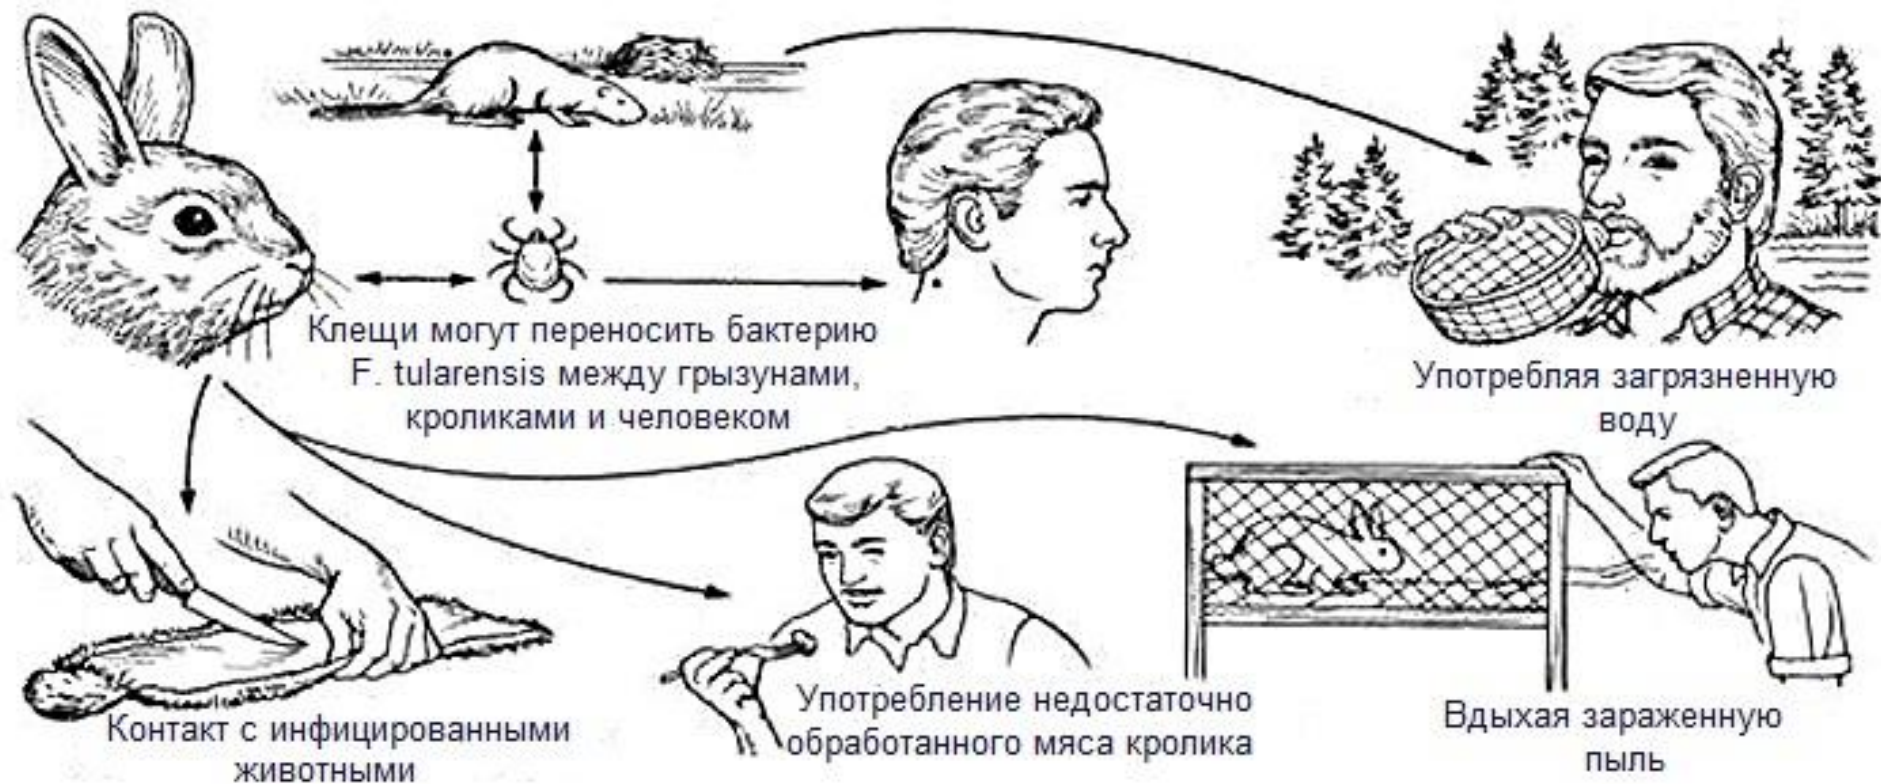 Клещи могут переносить бактерию
F. tularensis между грызунами,
кроликами и человеком
Употребляя загрязненную
воду
Контакт с инфицированными
животными
Употребление недостаточно
обработанного мяса кролика
Вдыхая зараженную
пыль